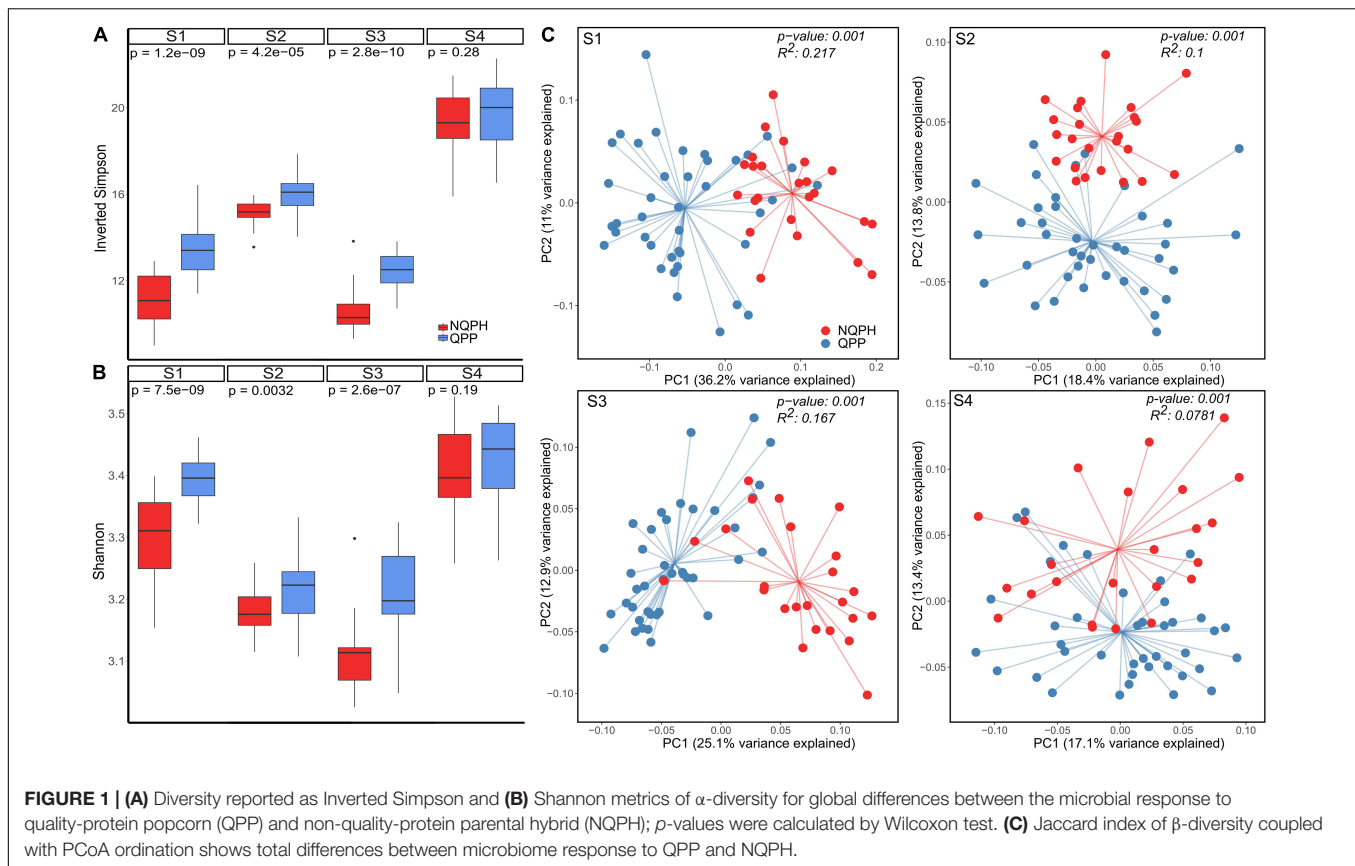 A
S1 S2 S3 S4
p = 1.2e−09 p = 4.2e−05 p = 2.8e−10 p = 0.28
Inverted Simpson
20
16
12
NQPH
QPP
B
S1 S2 S3 S4
p = 7.5e−09 p = 0.0032 p = 2.6e−07 p = 0.19
Shannon
3.5
3.4
3.3
3.2
3.1
C
S1
p−value: 0.001
R2: 0.217
PC2 (11% variance explained)
0.1
0.0
−0.1
NQPH
QPP
−0.1 0.0 0.1 0.2
PC1 (36.2% variance explained)
S2
p-value: 0.001
R2: 0.1
PC2 (13.8% variance explained)
0.10
0.05
0.00
−0.05
−0.10 −0.05 0.00 0.05 0.10
PC1 (18.4% variance explained)
S3
p-value: 0.001
R2: 0.167
PC2 (12.9% variance explained)
0.10
0.05
0.00
−0.05
−0.10
−0.10 −0.05 0.00 0.05 0.10
PC1 (25.1% variance explained)
S4
p-value: 0.001
R2: 0.0781
PC2 (13.4% variance explained)
0.15
0.10
0.05
0.00
−0.05
−0.10 −0.05 0.00 0.05 0.10
PC1 (17.1% variance explained)
FIGURE 1 | (A) Diversity reported as Inverted Simpson and (B) Shannon metrics of α-diversity for global differences between the microbial response to
quality-protein popcorn (QPP) and non-quality-protein parental hybrid (NQPH); p-values were calculated by Wilcoxon test. (C) Jaccard index of β-diversity coupled
with PCoA ordination shows total differences between microbiome response to QPP and NQPH.